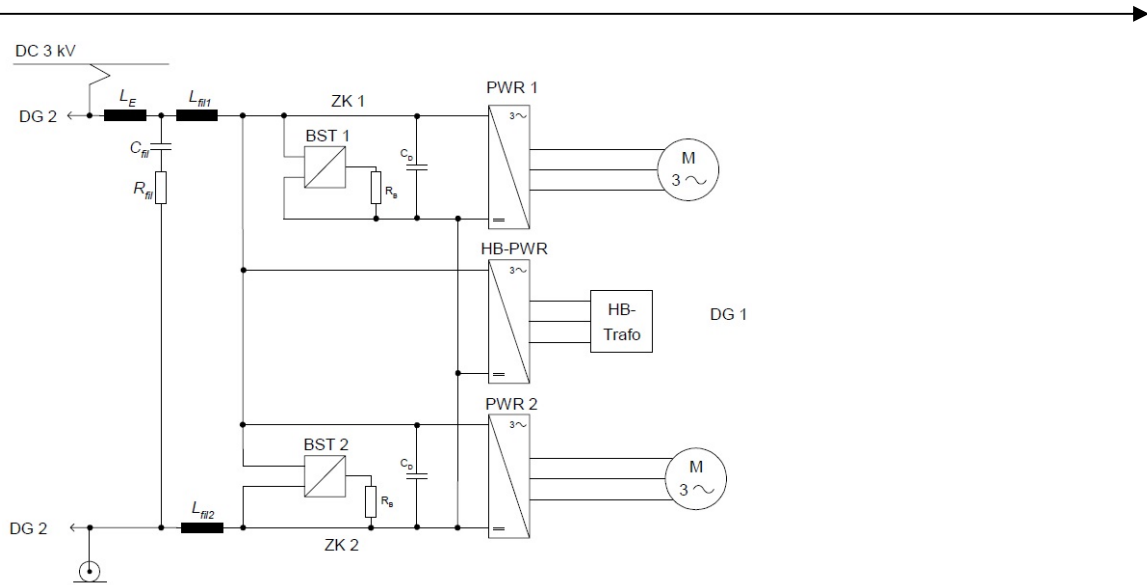 DC 3 kV
DG 2
L_E
L_fil1
C_fil
R_fil
ZK 1
BST 1
C_D
R_B
PWR 1
3~
=
M
3 ~
HB-PWR
3~
=
HB-
Trafo
DG 1
PWR 2
3~
=
M
3 ~
BST 2
C_D
R_B
DG 2
L_fil2
ZK 2